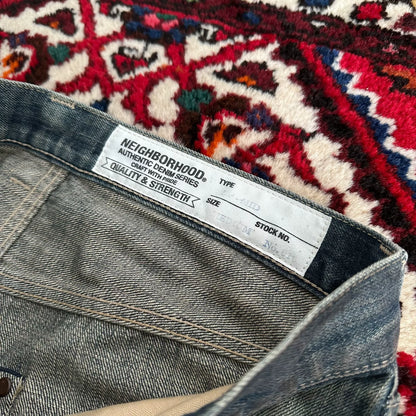 NEIGHBORHOOD®
AUTHENTIC DENIM SERIES
CRAFT WITH PRIDE
QUALITY & STRENGTH
TYPE
SIZE
STOCK NO.